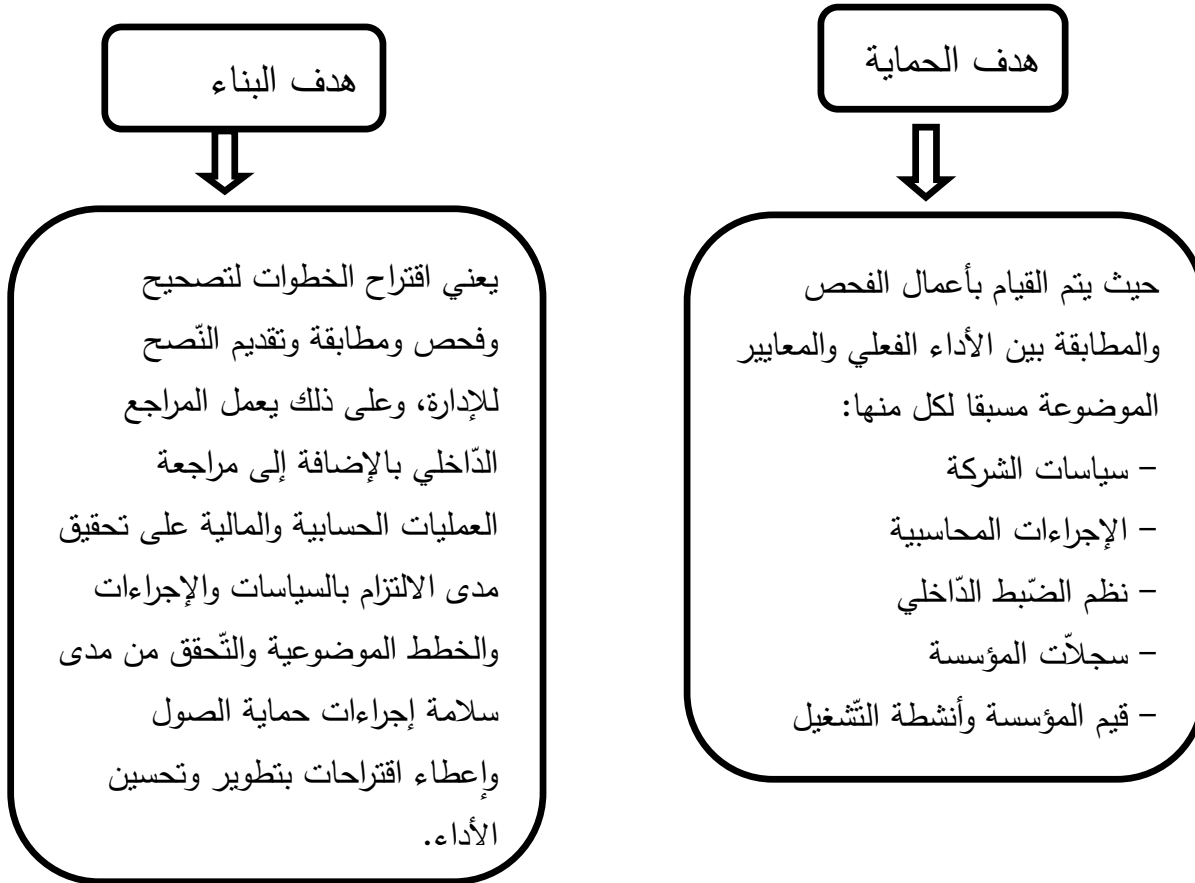 هدف الحماية
حيث يتم القيام بأعمال الفحص
والمطابقة بين الأداء الفعلي والمعايير
الموضوعة مسبقا لكل منها:
- سياسات الشركة
- الإجراءات المحاسبية
- نظم الضّبط الدّاخلي
- سجلاّت المؤسسة
- قيم المؤسسة وأنشطة التّشغيل
هدف البناء
يعني اقتراح الخطوات لتصحيح
وفحص ومطابقة وتقديم النّصح
للإدارة، وعلى ذلك يعمل المراجع
الدّاخلي بالإضافة إلى مراجعة
العمليات الحسابية والمالية على تحقيق
مدى الالتزام بالسياسات والإجراءات
والخطط الموضوعية والتّحقق من مدى
سلامة إجراءات حماية الصول
وإعطاء اقتراحات بتطوير وتحسين
الأداء.